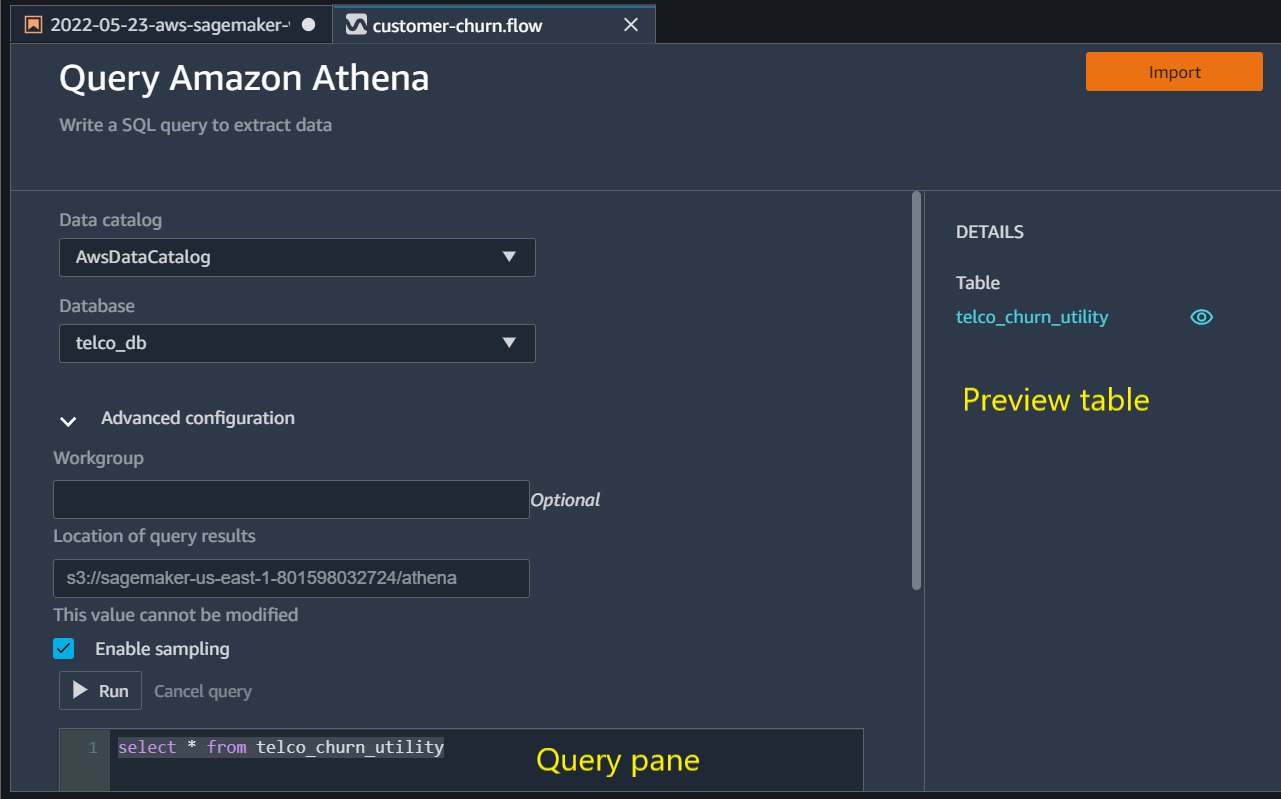 2022-05-23-aws-sagemaker-
customer-churn.flow
Query Amazon Athena
Import
Write a SQL query to extract data
Data catalog
AwsDataCatalog
Database
telco_db
Advanced configuration
Workgroup
Optional
Location of query results
s3://sagemaker-us-east-1-801598032724/athena
This value cannot be modified
Enable sampling
Run Cancel query
1 select * from telco_churn_utility
Query pane
DETAILS
Table
telco_churn_utility
Preview table